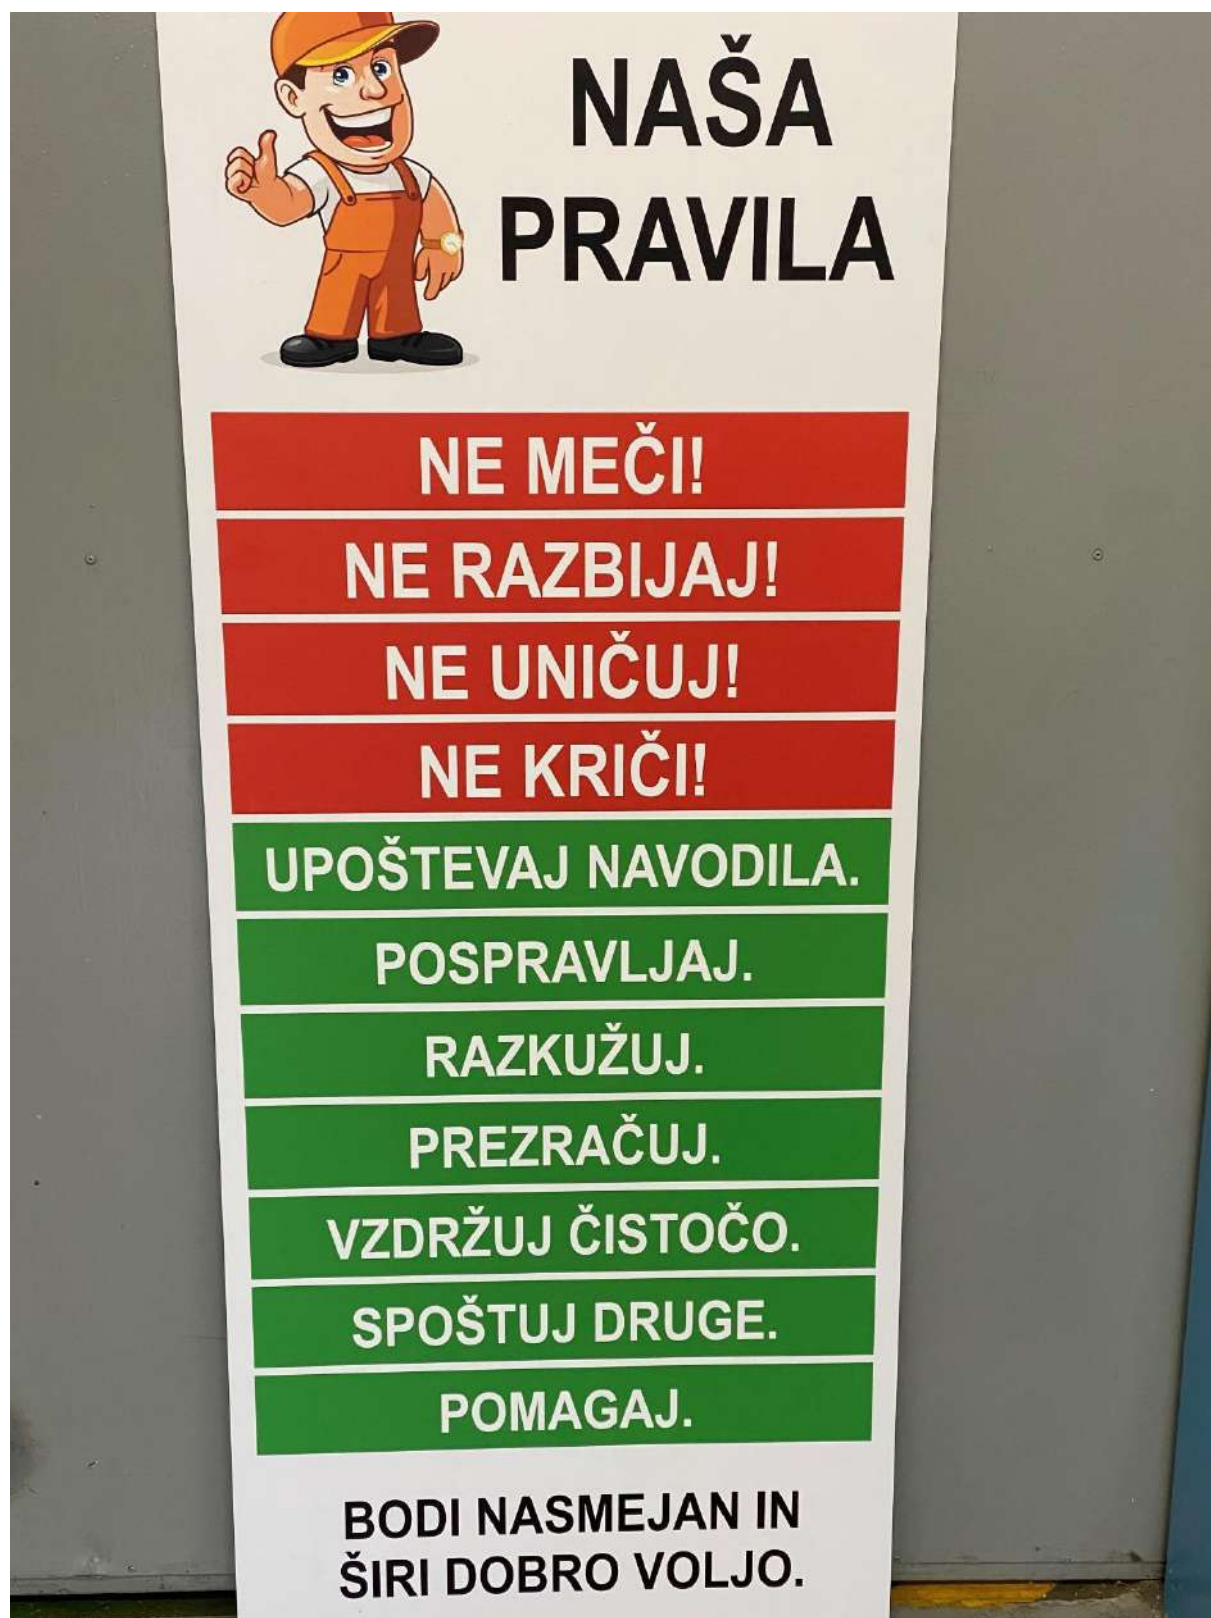 NAŠA
PRAVILA
NE MEČI!
NE RAZBIJAJ!
NE UNIČUJ!
NE KRIČI!
UPOŠTEVAJ NAVODILA.
POSPRAVLJAJ.
RAZKUŽUJ.
PREZRAČUJ.
VZDRŽUJ ČISTOČO.
SPOŠTUJ DRUGE.
POMAGAJ.
BODI NASMEJAN IN
ŠIRI DOBRO VOLJO.